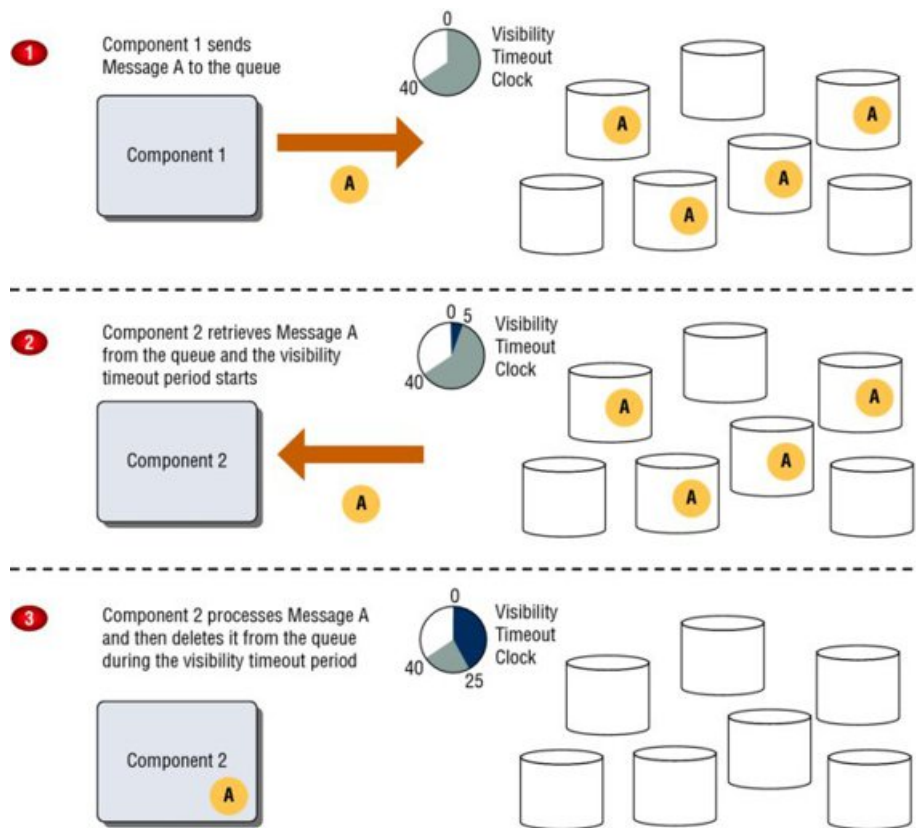 1
Component 1 sends
Message A to the queue
0
40
Visibility
Timeout
Clock
Component 1
A
A
A
A
A
2
Component 2 retrieves Message A
from the queue and the visibility
timeout period starts
0 5
40
Visibility
Timeout
Clock
Component 2
A
A
A
A
A
3
Component 2 processes Message A
and then deletes it from the queue
during the visibility timeout period
0
40
25
Visibility
Timeout
Clock
Component 2
A